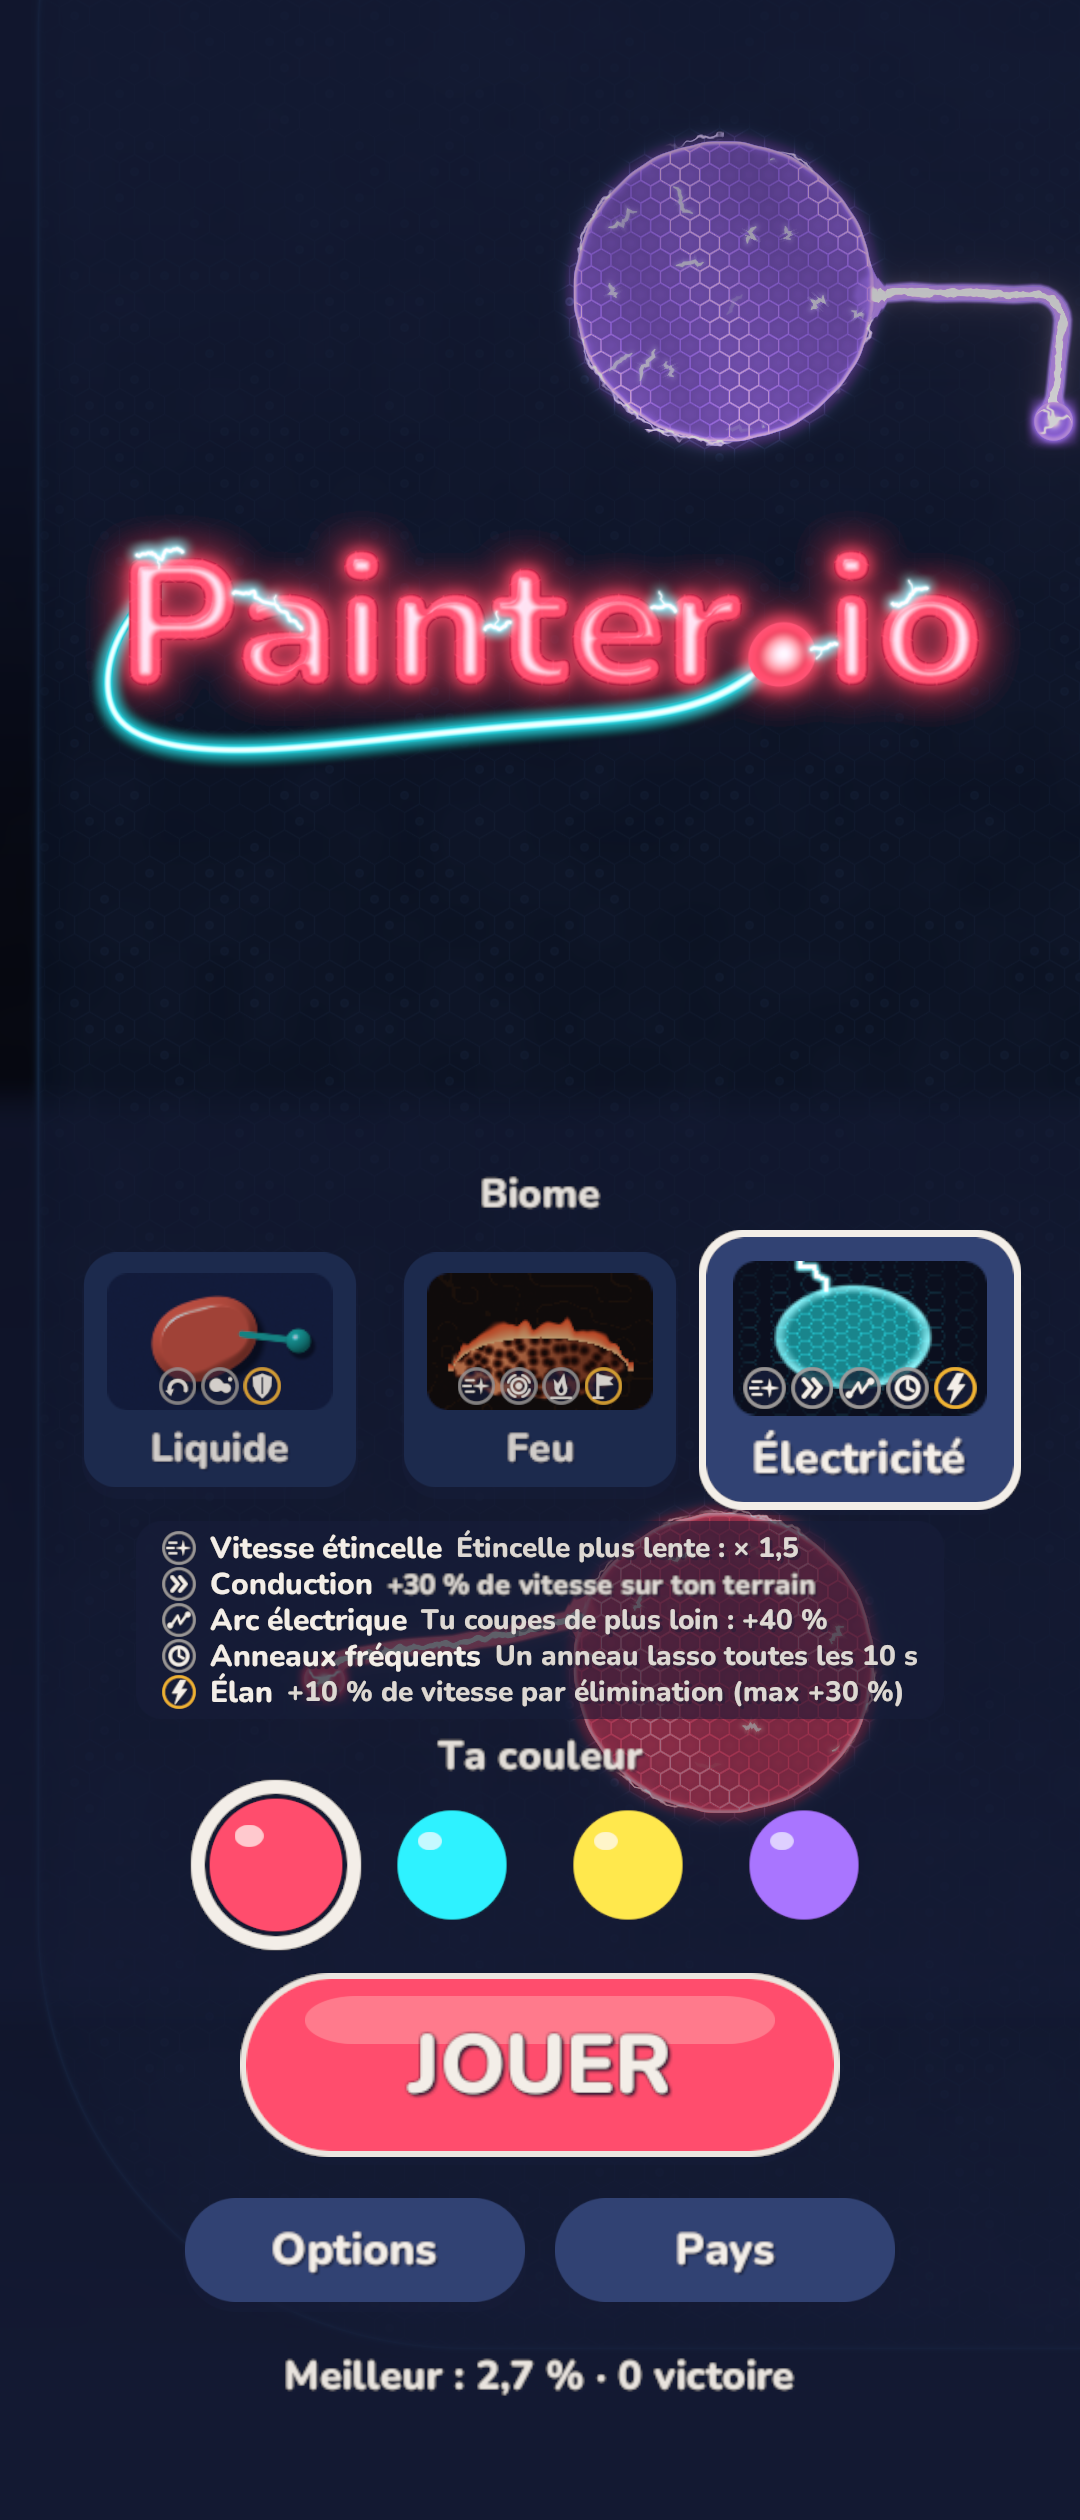 Painter.io
Biome
Liquide
Feu
Électricité
Vitesse étincelle Étincelle plus lente : × 1,5
Conduction +30 % de vitesse sur ton terrain
Arc électrique Tu coupes de plus loin : +40 %
Anneaux fréquents Un anneau lasso toutes les 10 s
Élan +10 % de vitesse par élimination (max +30 %)
Ta couleur
JOUER
Options
Pays
Meilleur : 2,7 % · 0 victoire